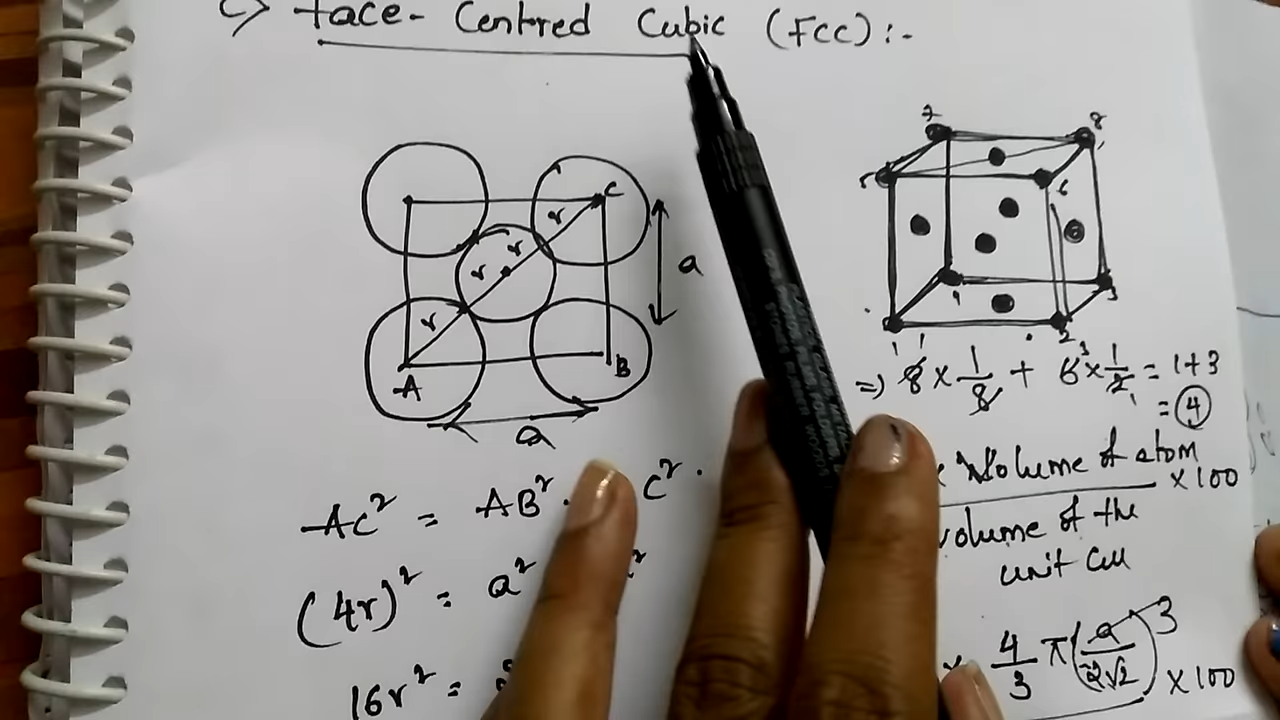 c) Face-Centred Cubic (FCC):-
7 8
6
C
r
r
r
r
a
A
B
a
1 3
1 2
=) 8 × 1/8 + 6 × 1/2 = 1+3
= 4
AC² = AB² C²
Volume of atom × 100
volume of the
unit cell
(4r)² = a²
4/3 π (a/2√2)³ × 100
16r² =